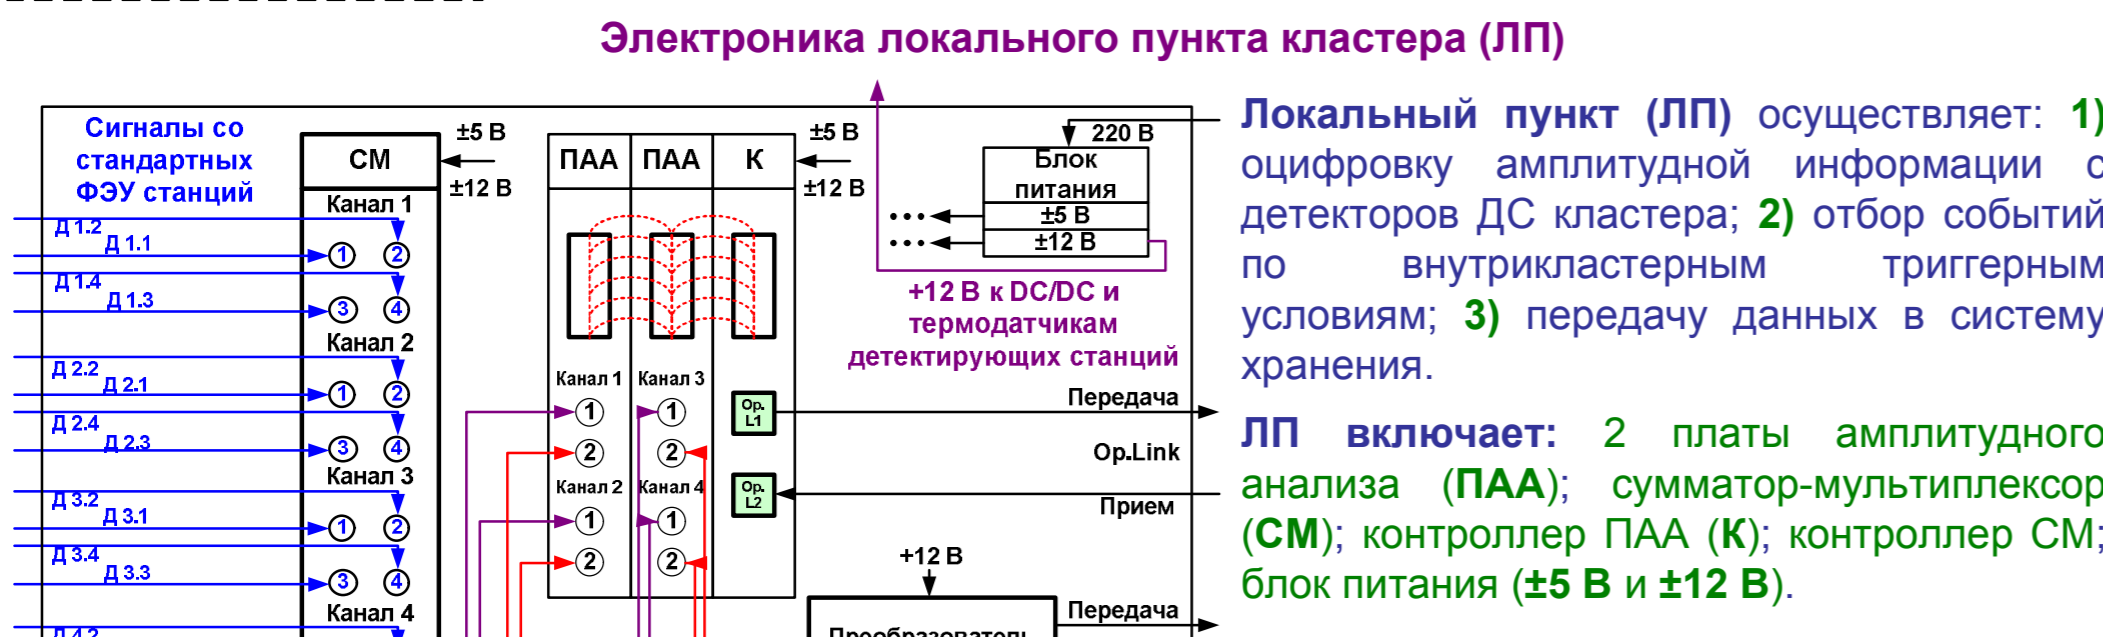 Электроника локального пункта кластера (ЛП)
Сигналы со
стандартных
ФЭУ станций
СМ
±5 В
±12 В
Канал 1
Д 1.2
Д 1.1
1 2
Д 1.4
Д 1.3
3 4
Канал 2
Д 2.2
Д 2.1
1 2
Д 2.4
Д 2.3
3 4
Канал 3
Д 3.2
Д 3.1
1 2
Д 3.4
Д 3.3
3 4
Канал 4
Д 4.2
ПАА ПАА К
±5 В
±12 В
Канал 1 Канал 3
1 1
2 2
Канал 2 Канал 4
1 1
2 2
Op.
L1
Op.
L2
220 В
Блок
питания
±5 В
±12 В
+12 В к DC/DC и
термодатчикам
детектирующих станций
Передача
Op.Link
Прием
+12 В
Преобразователь
Передача
Локальный пункт (ЛП) осуществляет: 1)
оцифровку амплитудной информации с
детекторов ДС кластера; 2) отбор событий
по внутрикластерным триггерным
условиям; 3) передачу данных в систему
хранения.
ЛП включает: 2 платы амплитудного
анализа (ПАА); сумматор-мультиплексор
(СМ); контроллер ПАА (К); контроллер СМ;
блок питания (±5 В и ±12 В).